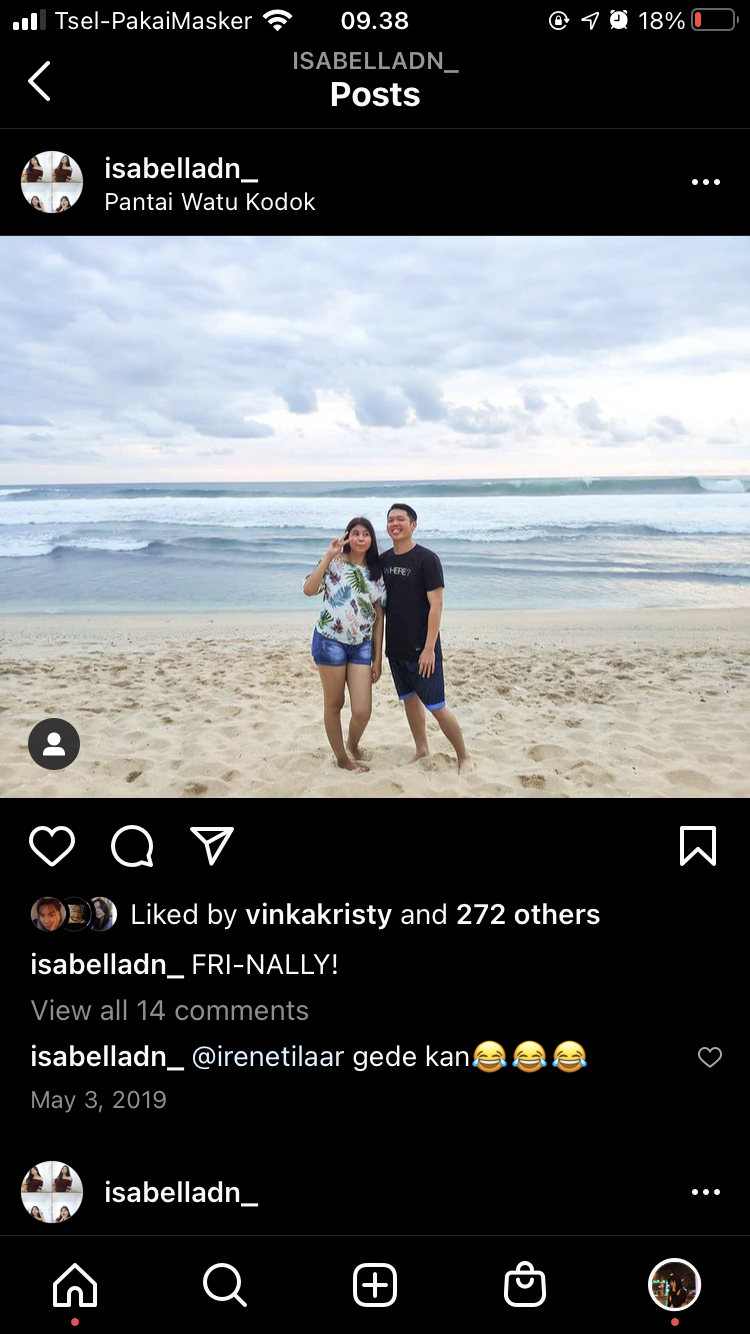 Tsel-PakaiMasker 09.38 18%
ISABELLADN_
Posts
isabelladn_
Pantai Watu Kodok
WHERE?
Liked by vinkakristy and 272 others
isabelladn_ FRI-NALLY!
View all 14 comments
isabelladn_ @irenetilaar gede kan😂😂😂
May 3, 2019
isabelladn_